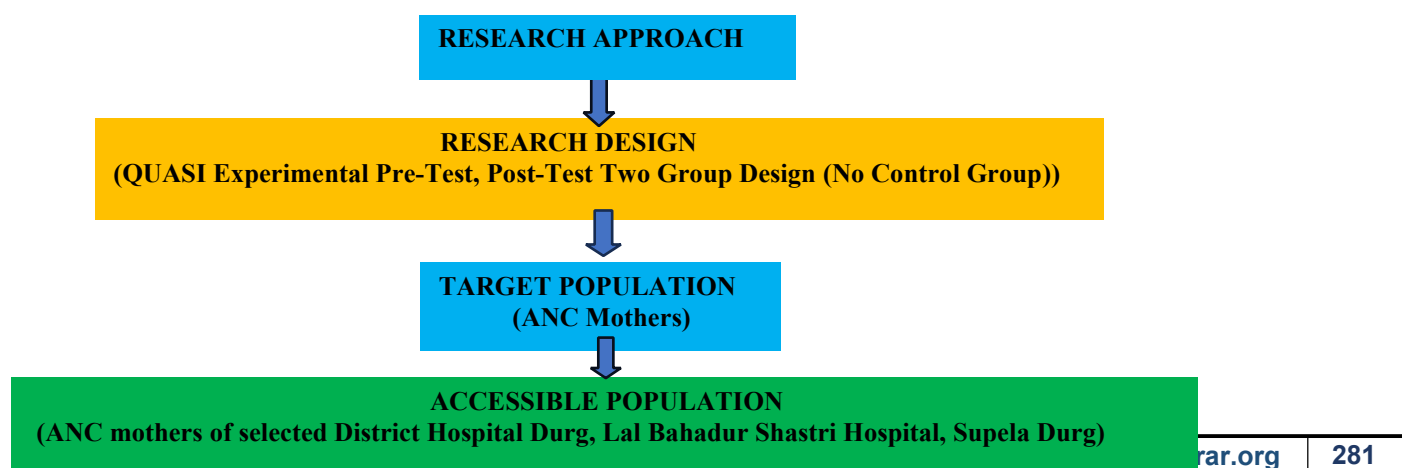 RESEARCH APPROACH
RESEARCH DESIGN
(QUASI Experimental Pre-Test, Post-Test Two Group Design (No Control Group))
TARGET POPULATION
(ANC Mothers)
ACCESSIBLE POPULATION
(ANC mothers of selected District Hospital Durg, Lal Bahadur Shastri Hospital, Supela Durg)
rar.org 281